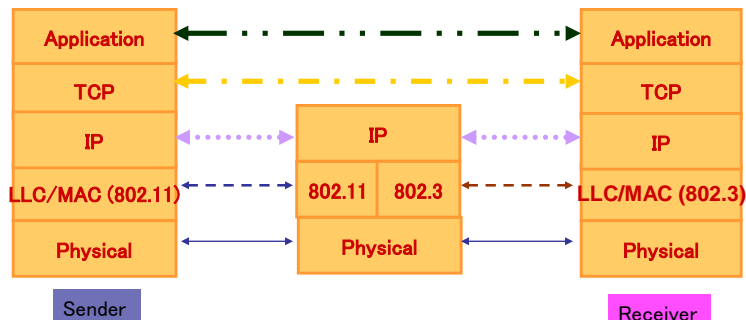 Application
TCP
IP
LLC/MAC (802.11)
Physical
Sender
IP
802.11 802.3
Physical
Application
TCP
IP
LLC/MAC (802.3)
Physical
Receiver